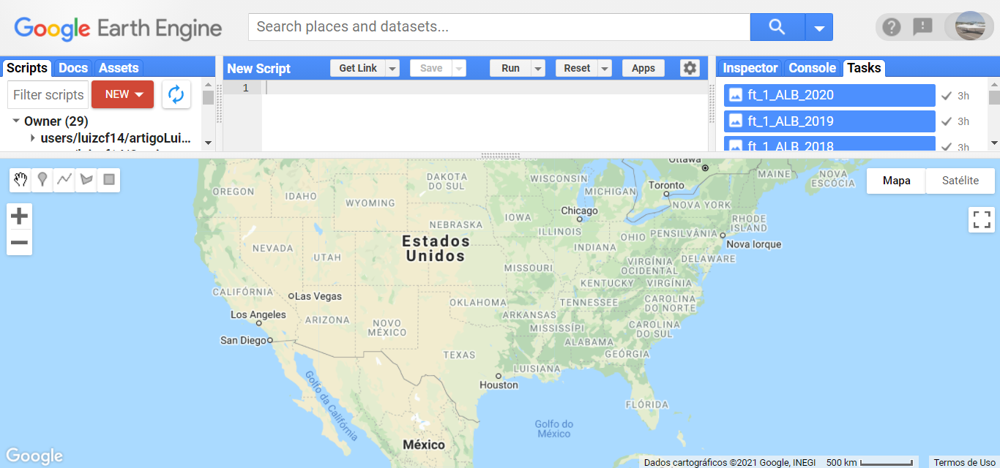 Google Earth Engine
Search places and datasets...
Scripts Docs Assets
Filter scripts
NEW
Owner (29)
users/luizcf14/artigoLui...
New Script
Get Link
Save
Run
Reset
Apps
1
Inspector Console Tasks
ft_1_ALB_2020 3h
ft_1_ALB_2019 3h
ft_1_ALB_2018 3h
Mapa Satélite
Ottawa
OREGON
IDAHO
WYOMING
DAKOTA
DO SUL
WISCONSIN
MICHIGAN
Toronto
MAINE
NOVA
ESCÓCIA
NOVA YORK
Chicago
NEBRASKA
IOWA
ILLINOIS
RHODE
ISLAND
OHIO
PENSILVÂNIA
Nova Iorque
Estados
Unidos
NEVADA
UTAH
INDIANA
MISSOURI
VIRGÍNIA
OCIDENTAL
DELAWARE
KENTUCKY
VIRGÍNIA
CALIFÓRNIA
Las Vegas
OKLAHOMA
TENNESSEE
CAROLINA
DO NORTE
Los Angeles
ARIZONA
NOVO
MÉXICO
ARKANSAS
MISSISSÍPI
CAROLINA
DO SUL
San Diego
ALABAMA
GEÓRGIA
TEXAS
LUISIANA
Houston
Golfo da Califórnia
FLÓRIDA
Golfo do
México
México
Google
Dados cartográficos ©2021 Google, INEGI 500 km Termos de Uso